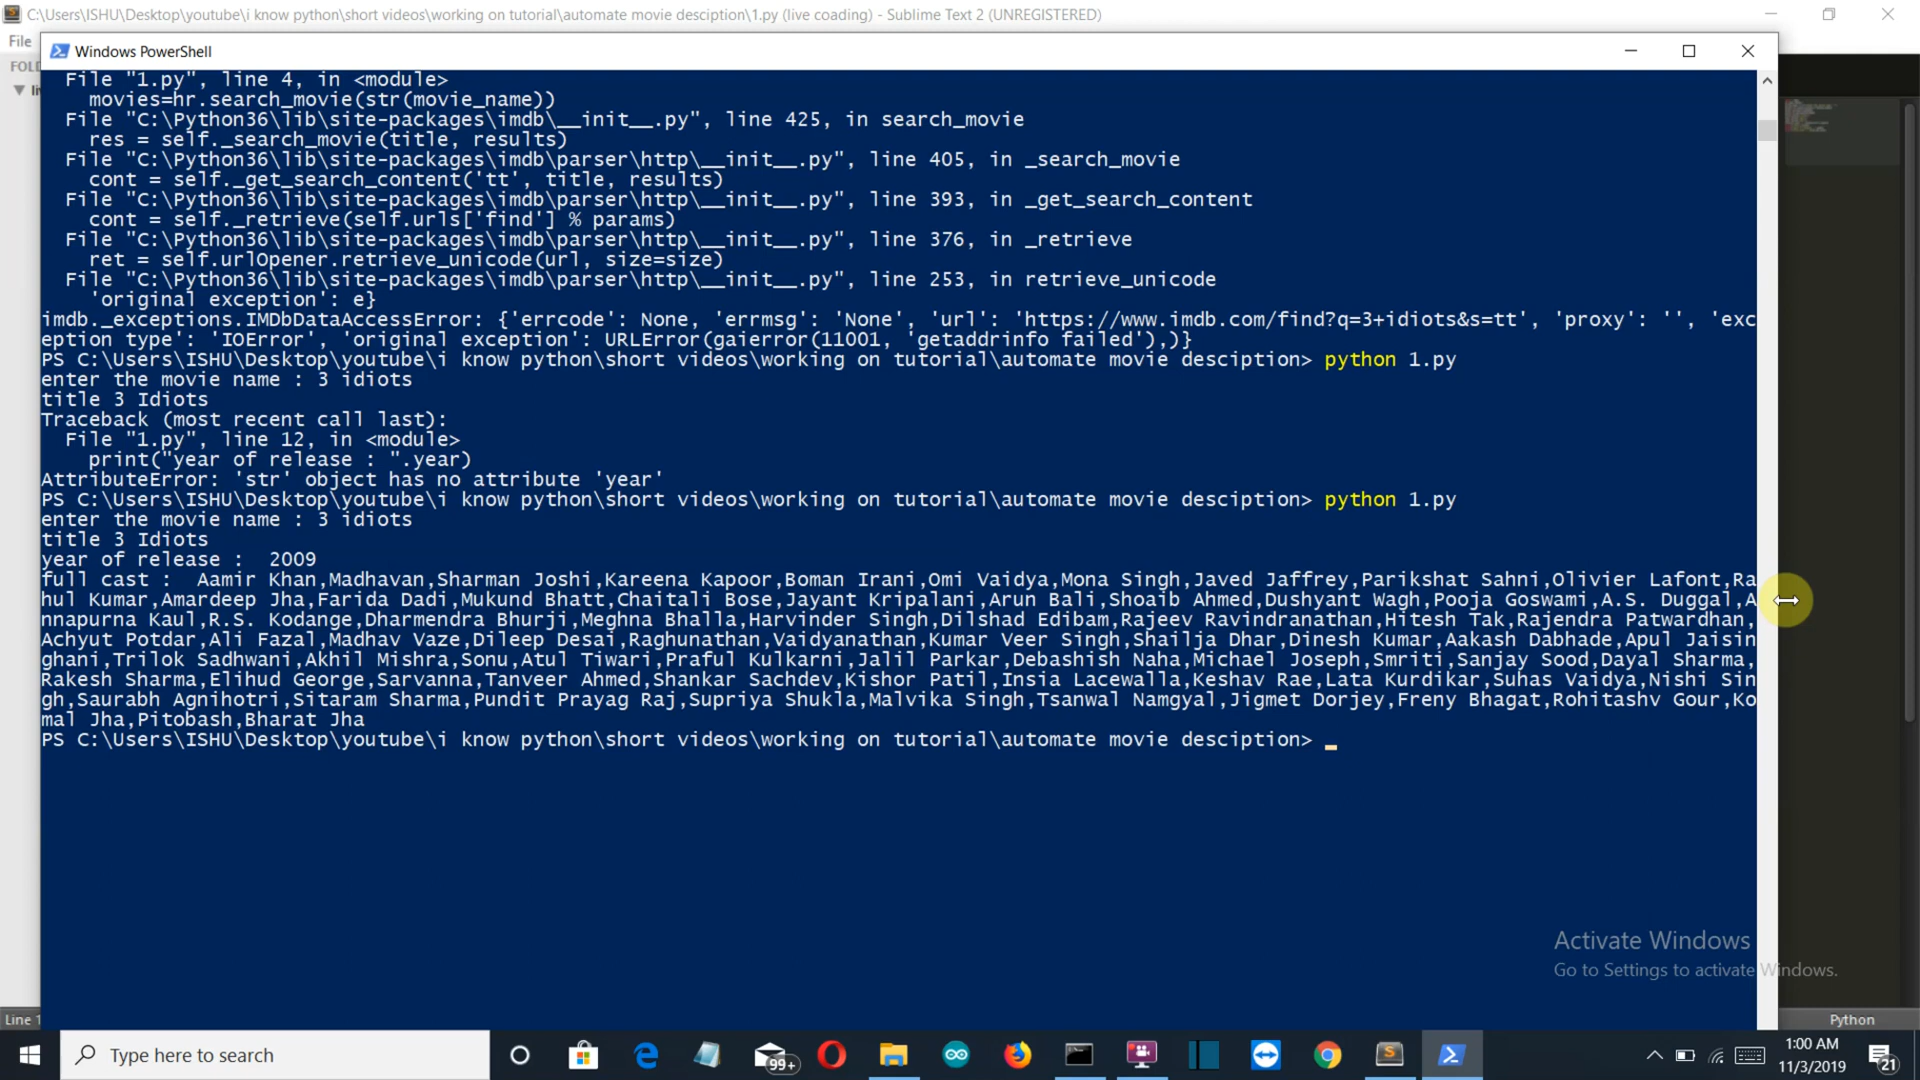 C:\Users\ISHU\Desktop\youtube\i know python\short videos\working on tutorial\automate movie desciption\1.py (live coading) - Sublime Text 2 (UNREGISTERED)
File
Windows PowerShell
File "1.py", line 4, in <module>
movies=hr.search_movie(str(movie_name))
File "C:\Python36\lib\site-packages\imdb\__init__.py", line 425, in search_movie
res = self._search_movie(title, results)
File "C:\Python36\lib\site-packages\imdb\parser\http\__init__.py", line 405, in _search_movie
cont = self._get_search_content('tt', title, results)
File "C:\Python36\lib\site-packages\imdb\parser\http\__init__.py", line 393, in _get_search_content
cont = self._retrieve(self.urls['find'] % params)
File "C:\Python36\lib\site-packages\imdb\parser\http\__init__.py", line 376, in _retrieve
ret = self.urlOpener.retrieve_unicode(url, size=size)
File "C:\Python36\lib\site-packages\imdb\parser\http\__init__.py", line 253, in retrieve_unicode
'original exception': e}
imdb._exceptions.IMDbDataAccessError: {'errcode': None, 'errmsg': 'None', 'url': 'https://www.imdb.com/find?q=3+idiots&s=tt', 'proxy': '', 'exc
eption type': 'IOError', 'original exception': URLError(gaierror(11001, 'getaddrinfo failed'),)}
PS C:\Users\ISHU\Desktop\youtube\i know python\short videos\working on tutorial\automate movie desciption> python 1.py
enter the movie name : 3 idiots
title 3 Idiots
Traceback (most recent call last):
File "1.py", line 12, in <module>
print("year of release : ".year)
AttributeError: 'str' object has no attribute 'year'
PS C:\Users\ISHU\Desktop\youtube\i know python\short videos\working on tutorial\automate movie desciption> python 1.py
enter the movie name : 3 idiots
title 3 Idiots
year of release :  2009
full cast :  Aamir Khan,Madhavan,Sharman Joshi,Kareena Kapoor,Boman Irani,Omi Vaidya,Mona Singh,Javed Jaffrey,Parikshat Sahni,Olivier Lafont,Ra
hul Kumar,Amardeep Jha,Farida Dadi,Mukund Bhatt,Chaitali Bose,Jayant Kripalani,Arun Bali,Shoaib Ahmed,Dushyant Wagh,Pooja Goswami,A.S. Duggal,A
nnapurna Kaul,R.S. Kodange,Dharmendra Bhurji,Meghna Bhalla,Harvinder Singh,Dilshad Edibam,Rajeev Ravindranathan,Hitesh Tak,Rajendra Patwardhan,
Achyut Potdar,Ali Fazal,Madhav Vaze,Dileep Desai,Raghunathan,Vaidyanathan,Kumar Veer Singh,Shailja Dhar,Dinesh Kumar,Aakash Dabhade,Apul Jaisin
ghani,Trilok Sadhwani,Akhil Mishra,Sonu,Atul Tiwari,Praful Kulkarni,Jalil Parkar,Debashish Naha,Michael Joseph,Smriti,Sanjay Sood,Dayal Sharma,
Rakesh Sharma,Elihud George,Sarvanna,Tanveer Ahmed,Shankar Sachdev,Kishor Patil,Insia Lacewalla,Keshav Rae,Lata Kurdikar,Suhas Vaidya,Nishi Sin
gh,Saurabh Agnihotri,Sitaram Sharma,Pundit Prayag Raj,Supriya Shukla,Malvika Singh,Tsanwal Namgyal,Jigmet Dorjey,Freny Bhagat,Rohitashv Gour,Ko
mal Jha,Pitobash,Bharat Jha
PS C:\Users\ISHU\Desktop\youtube\i know python\short videos\working on tutorial\automate movie desciption>
Activate Windows
Go to Settings to activate Windows.
Line 1
Python
Type here to search
99+
1:00 AM
11/3/2019
21